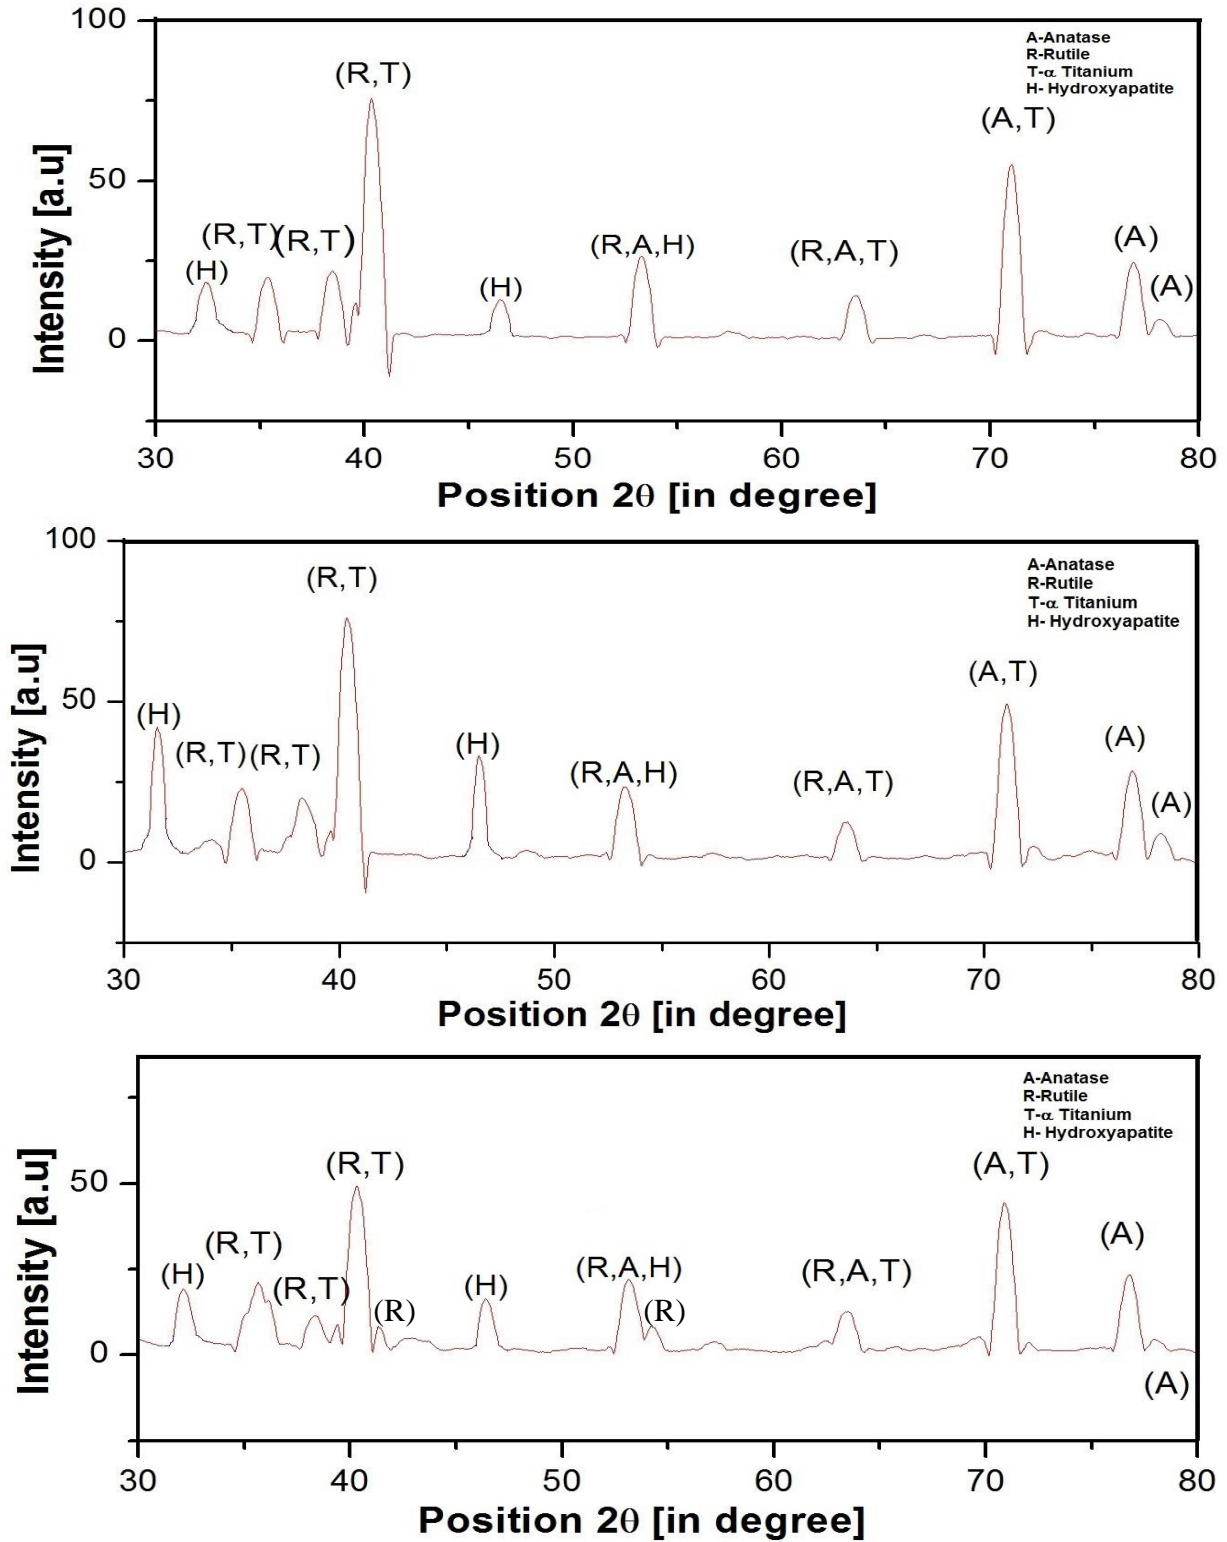 100
A-Anatase
R-Rutile
T-α Titanium
H- Hydroxyapatite
(R,T)
(A,T)
50
(R,T)
(R,T)
(H)
(H)
(R,A,H)
(R,A,T)
(A)
(A)
0
Intensity [a.u]
30 40 50 60 70 80
Position 2θ [in degree]
100
A-Anatase
R-Rutile
T-α Titanium
H- Hydroxyapatite
(R,T)
(A,T)
50
(H)
(R,T)
(R,T)
(H)
(R,A,H)
(R,A,T)
(A)
(A)
0
Intensity [a.u]
30 40 50 60 70 80
Position 2θ [in degree]
A-Anatase
R-Rutile
T-α Titanium
H- Hydroxyapatite
50
(R,T)
(A,T)
(H)
(R,T)
(R,T)
(R)
(H)
(R,A,H)
(R)
(R,A,T)
(A)
(A)
0
Intensity [a.u]
30 40 50 60 70 80
Position 2θ [in degree]